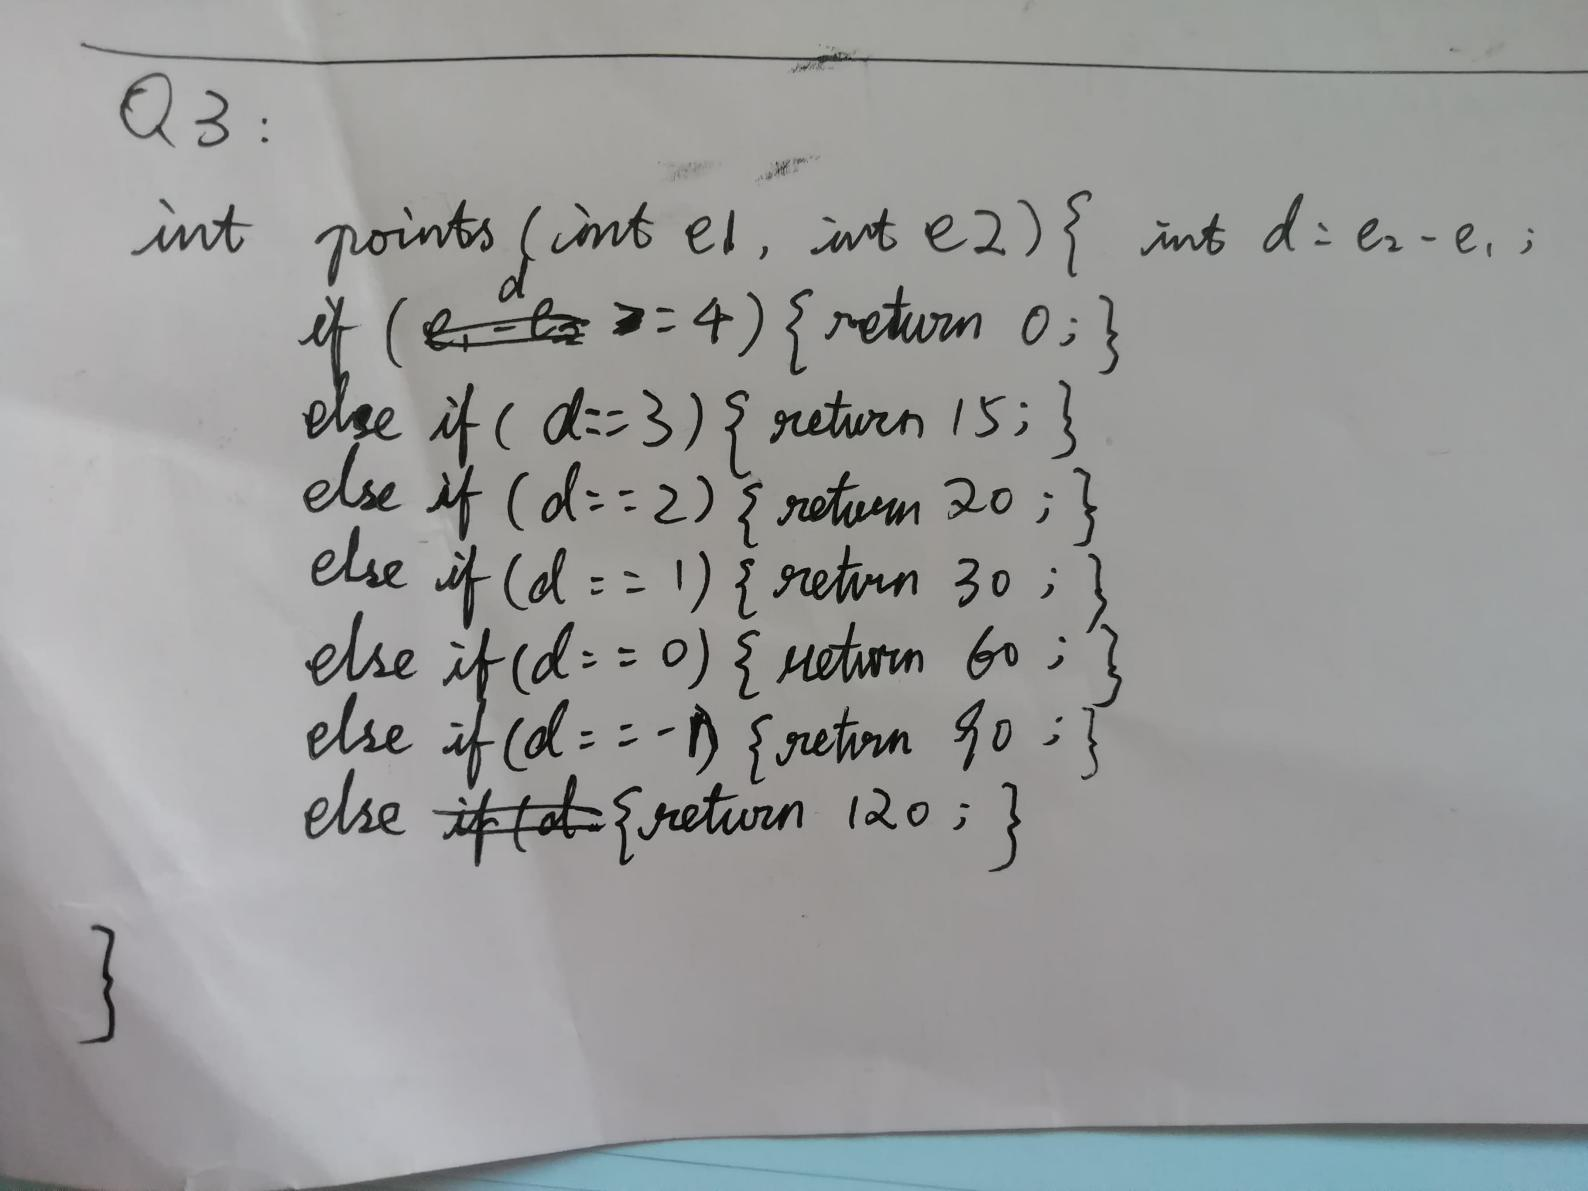 Q3:
int points(int e1, int e2){ int d = e₂ - e₁;
if (d >= 4){return 0;}
else if( d==3){return 15;}
else if (d==2){return 20;}
else if (d==1){return 30;}
else if (d==0){return 60;}
else if (d==-1){return 90;}
else {return 120;}
}